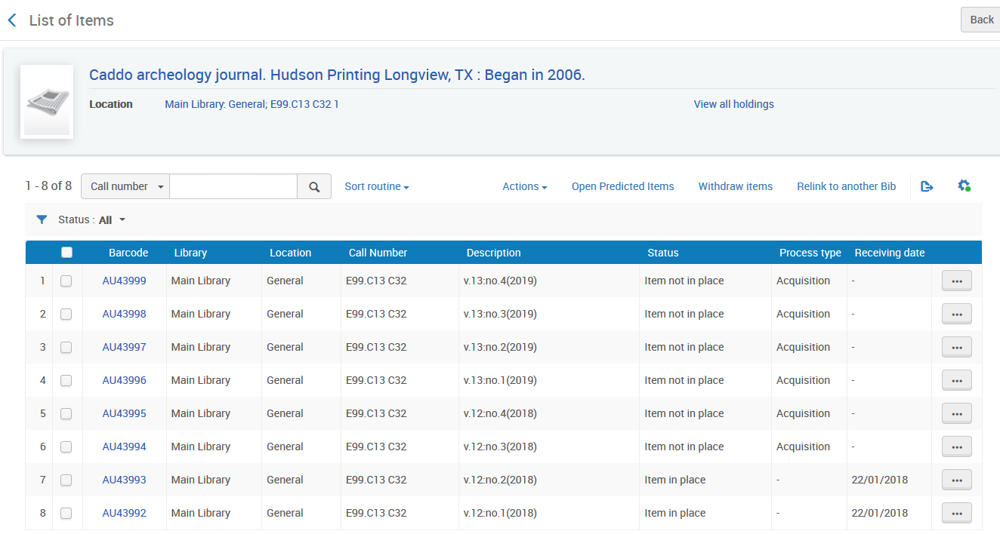 List of Items
Back
Caddo archeology journal. Hudson Printing Longview, TX : Began in 2006.
Location Main Library: General; E99.C13 C32 1 View all holdings
1 - 8 of 8 Call number Sort routine Actions Open Predicted Items Withdraw items Relink to another Bib
Status : All
Barcode Library Location Call Number Description Status Process type Receiving date
1 AU43999 Main Library General E99.C13 C32 v.13:no.4(2019) Item not in place Acquisition -
2 AU43998 Main Library General E99.C13 C32 v.13:no.3(2019) Item not in place Acquisition -
3 AU43997 Main Library General E99.C13 C32 v.13:no.2(2019) Item not in place Acquisition -
4 AU43996 Main Library General E99.C13 C32 v.13:no.1(2019) Item not in place Acquisition -
5 AU43995 Main Library General E99.C13 C32 v.12:no.4(2018) Item not in place Acquisition -
6 AU43994 Main Library General E99.C13 C32 v.12:no.3(2018) Item not in place Acquisition -
7 AU43993 Main Library General E99.C13 C32 v.12:no.2(2018) Item in place - 22/01/2018
8 AU43992 Main Library General E99.C13 C32 v.12:no.1(2018) Item in place - 22/01/2018